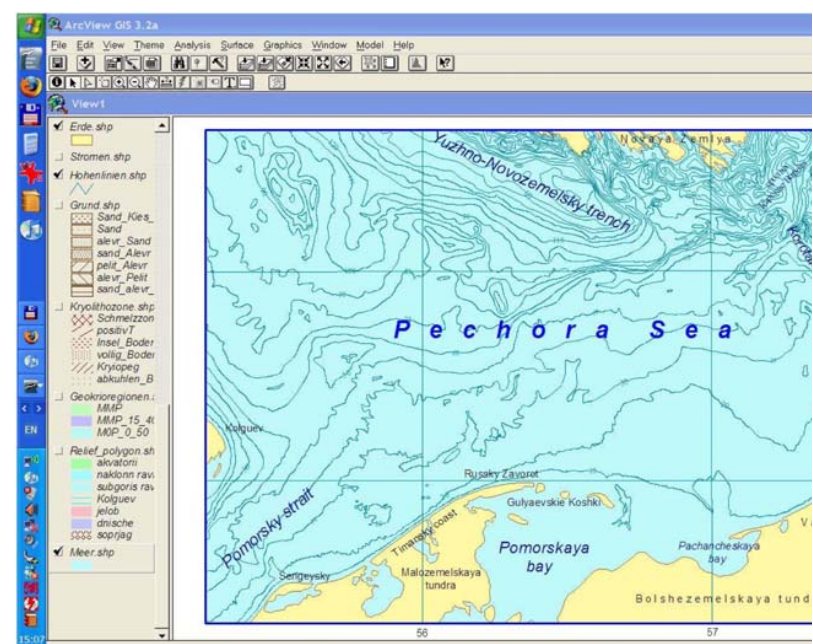 ArcView GIS 3.2a
File Edit View Theme Analysis Surface Graphics Window Model Help
View1
Erde.shp
Stromen.shp
Hohenlinien.shp
Grund.shp
Sand_Kies_
Sand
alevr_Sand
sand_Alevr
pelit_Alevr
alevr_Pelit
sand_alevr_
Kryolithozone.shp
Schmelzzon
positivT
Insel_Boder
vollig_Boder
Kryopeg
abkuhlen_B
Geokrioregionen.
MMP
MMP_15_40
M0P_0_50
Relief_polygon.sh
akvatorii
naklonn ravi
subgoris rav
Kolguev
jelob
dnische
soprjag
Meer.shp
EN
15:07
Novaya Zemlya
Yuzhno-Novozemelsky trench
Pechora Sea
Kolguev
Russky Zavorot
Gulyaevskie Koshki
Pomorsky strait
Timansky coast
Pomorskaya
bay
Pachancheskaya
bay
Sengeysky
Malozemelskaya
tundra
Bolshezemelskaya tund
56
57